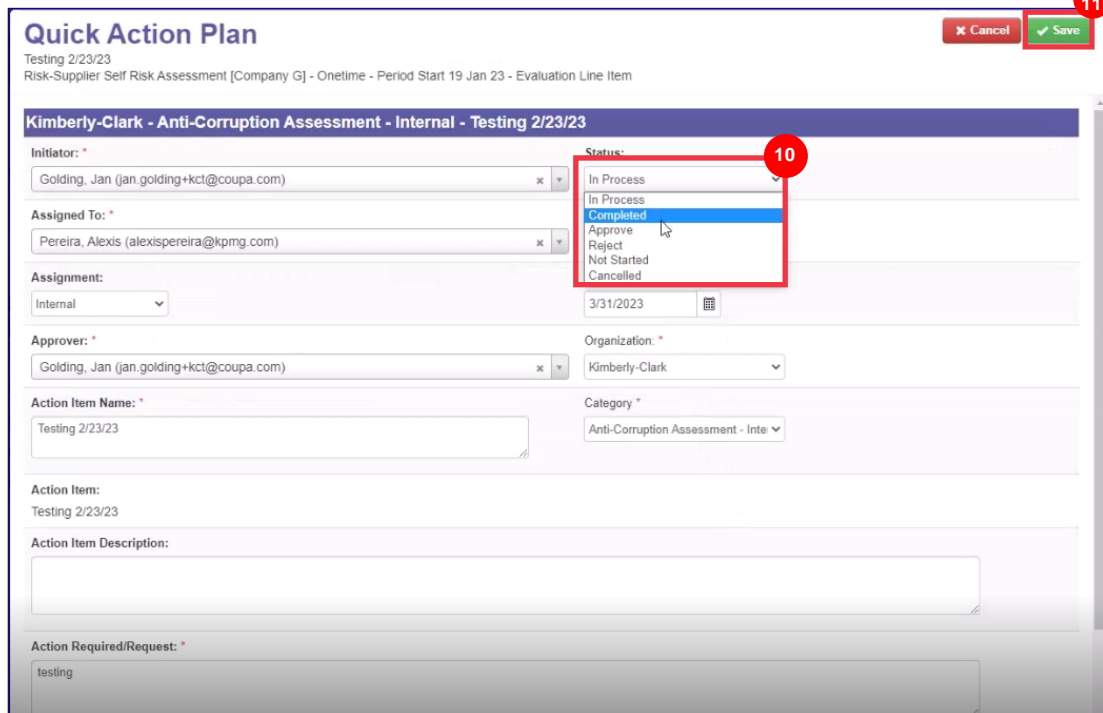 11
Quick Action Plan
✖ Cancel
✔ Save
Testing 2/23/23
Risk-Supplier Self Risk Assessment [Company G] - Onetime - Period Start 19 Jan 23 - Evaluation Line Item
Kimberly-Clark - Anti-Corruption Assessment - Internal - Testing 2/23/23
Initiator: *
Status:
10
Golding, Jan (jan.golding+kct@coupa.com)
In Process
In Process
Completed
Approve
Reject
Not Started
Cancelled
Assigned To: *
Pereira, Alexis (alexispereira@kpmg.com)
Assignment:
Internal
3/31/2023
Approver: *
Organization: *
Golding, Jan (jan.golding+kct@coupa.com)
Kimberly-Clark
Action Item Name: *
Category *
Testing 2/23/23
Anti-Corruption Assessment - Inte
Action Item:
Testing 2/23/23
Action Item Description:
Action Required/Request: *
testing